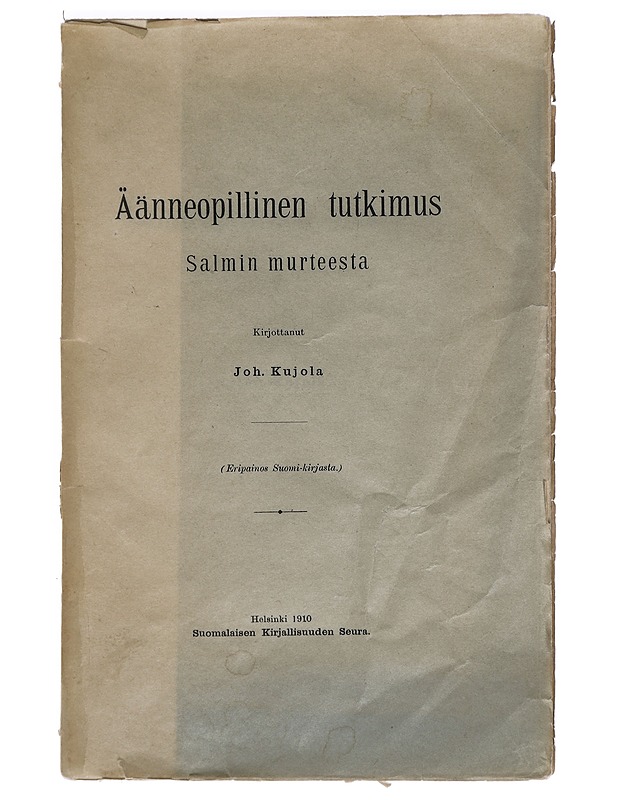 Äänneopillinen tutkimus
Salmin murteesta
Kirjottanut
Joh. Kujola
(Eripainos Suomi-kirjasta.)
Helsinki 1910
Suomalaisen Kirjallisuuden Seura.